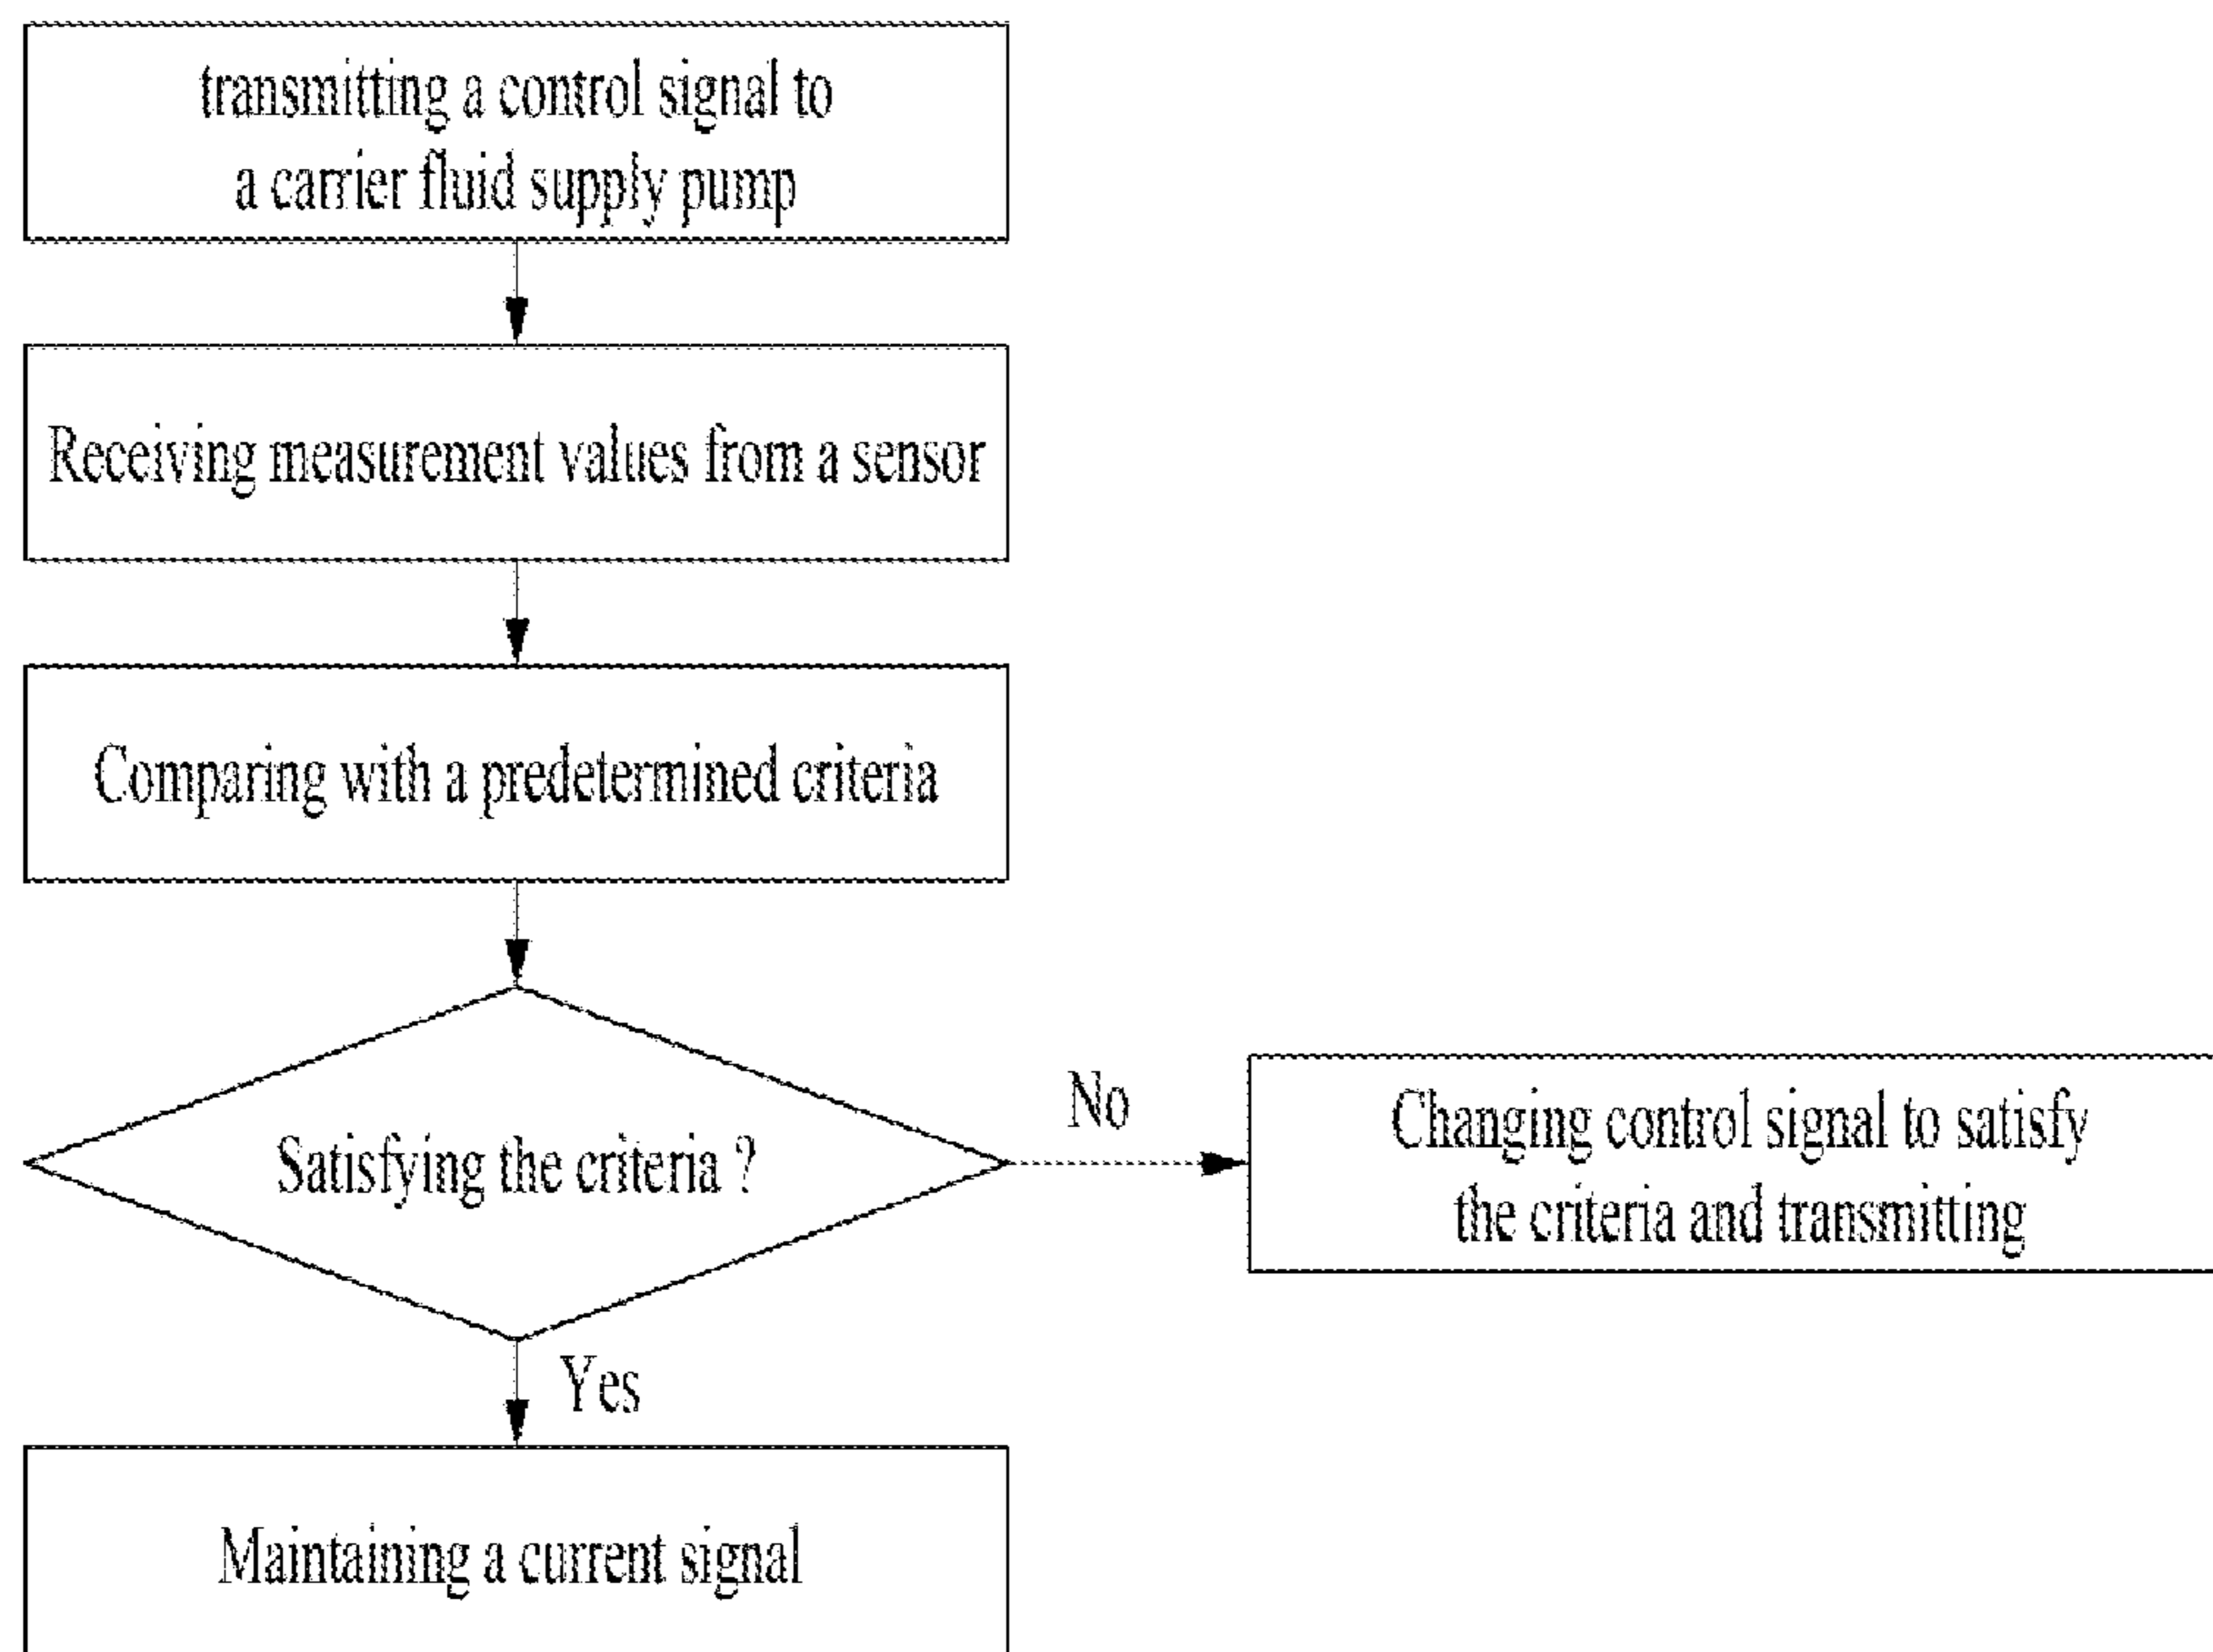 transmitting a control signal to
a carrier fluid supply pump
Receiving measurement values from a sensor
Comparing with a predetermined criteria
Satisfying the criteria ?
No
Changing control signal to satisfy
the criteria and transmitting
Yes
Maintaining a current signal